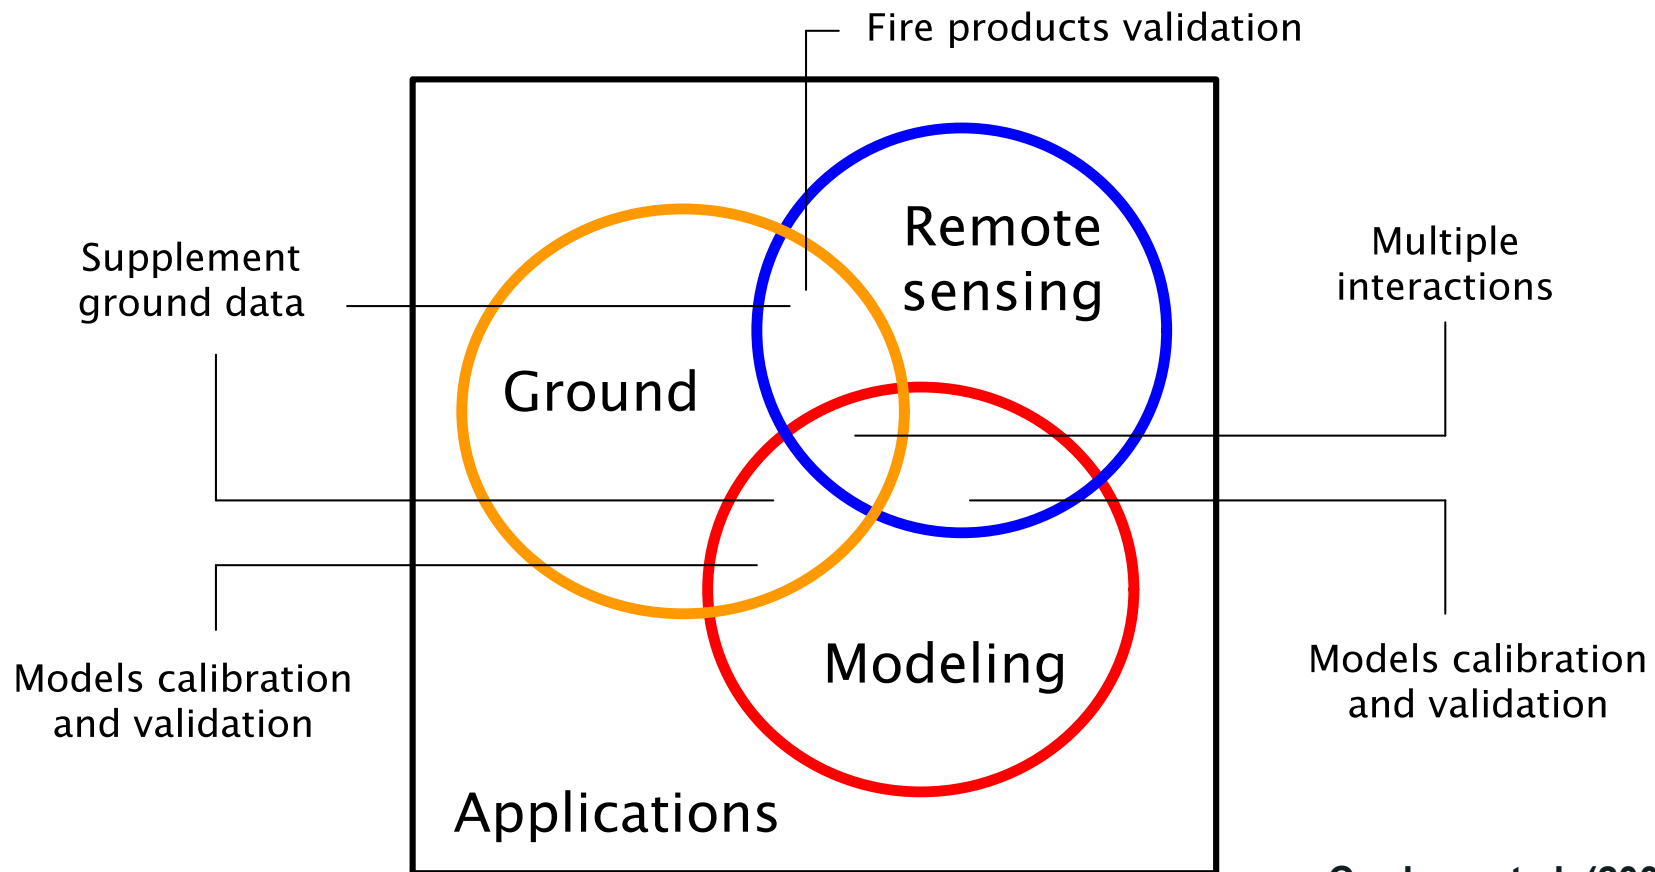 Fire products validation
Remote
sensing
Supplement
ground data
Multiple
interactions
Ground
Modeling
Models calibration
and validation
Models calibration
and validation
Applications